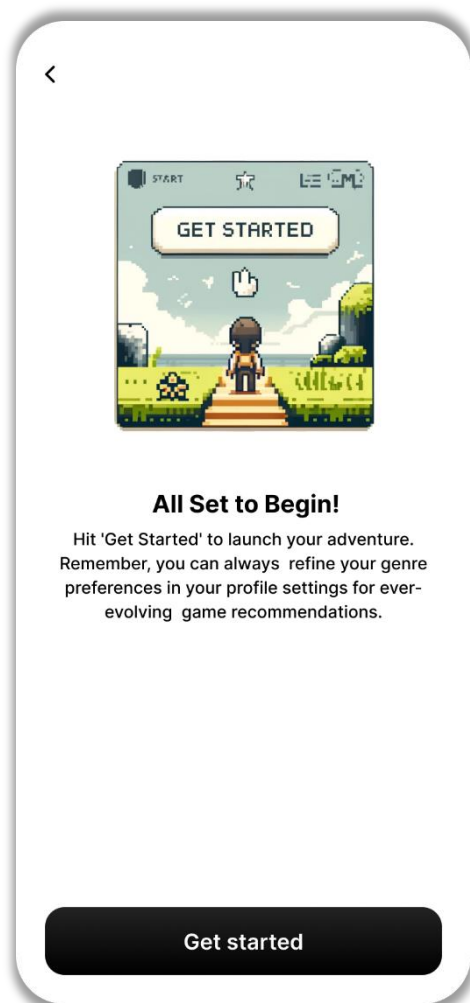 START
GET STARTED
All Set to Begin!
Hit 'Get Started' to launch your adventure.
Remember, you can always  refine your genre
preferences in your profile settings for ever-
evolving  game recommendations.
Get started